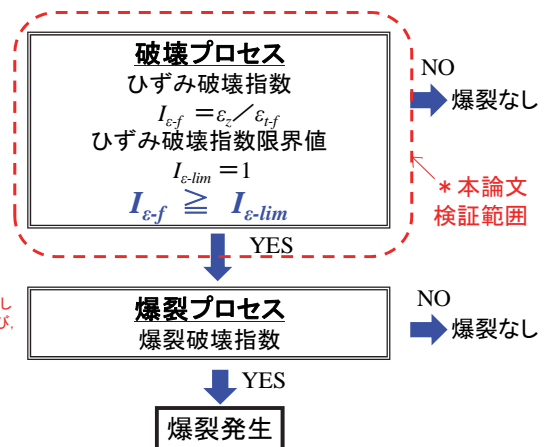 破壊プロセス
ひずみ破壊指数
Iε-f =εz／εt-f
ひずみ破壊指数限界値
Iε-lim =1
Iε-f ≧ Iε-lim
NO
爆裂なし
＊本論文
検証範囲
YES
し
び,
爆裂プロセス
爆裂破壊指数
NO
爆裂なし
YES
爆裂発生